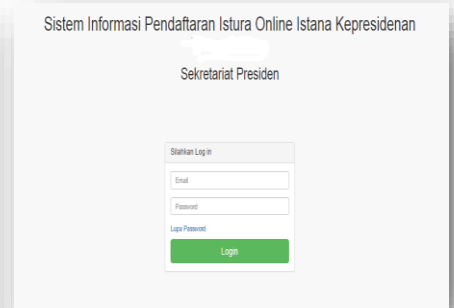 Sistem Informasi Pendaftaran Istura Online Istana Kepresidenan
Sekretariat Presiden
Silahkan Log in
Email
Password
Lupa Password
Login